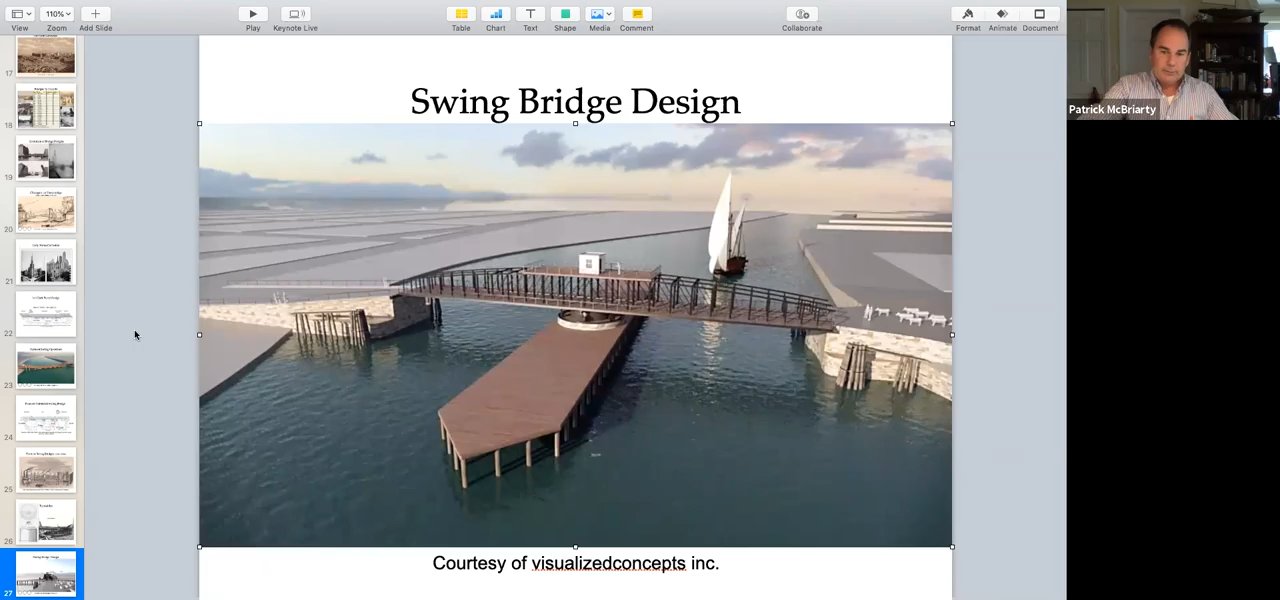 110%
View
Zoom
Add Slide
Play
Keynote Live
Table
Chart
Text
Shape
Media
Comment
Collaborate
Format
Animate
Document
Patrick McBriarty
17
18
19
20
21
22
23
24
25
26
27
Swing Bridge Design
Courtesy of visualizedconcepts inc.